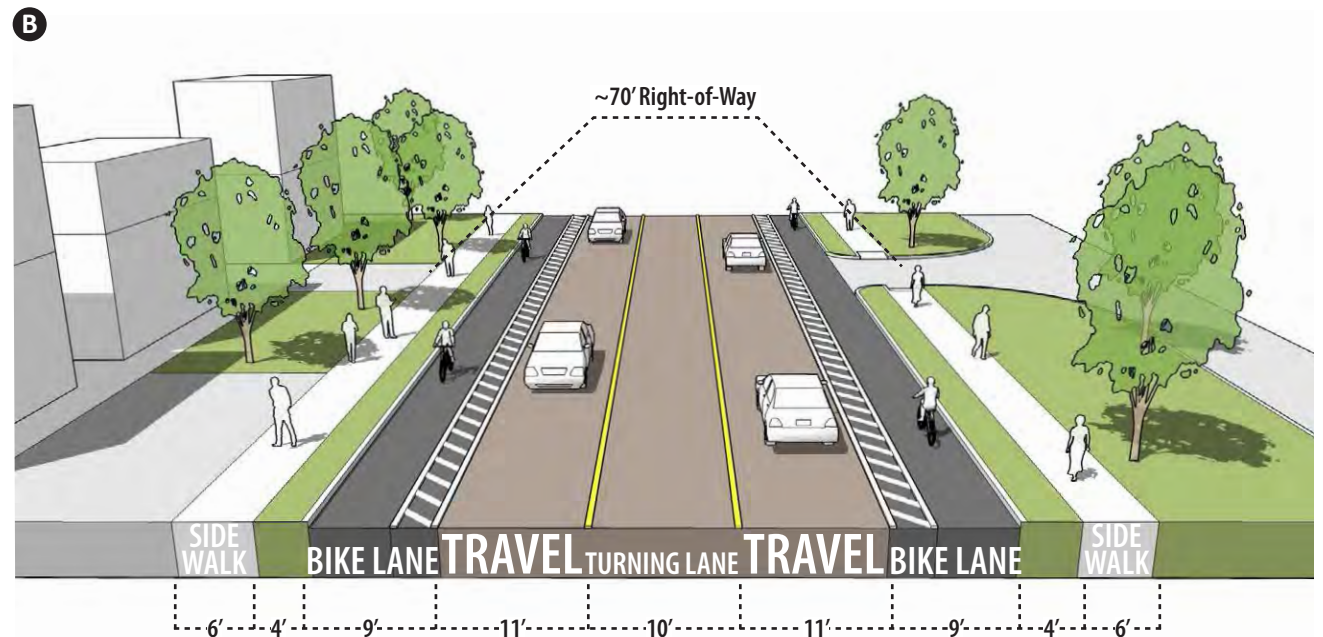 B
~70' Right-of-Way
SIDE
WALK
BIKE LANE
TRAVEL
TURNING LANE
TRAVEL
BIKE LANE
SIDE
WALK
6' 4' 9' 11' 10' 11' 9' 4' 6'